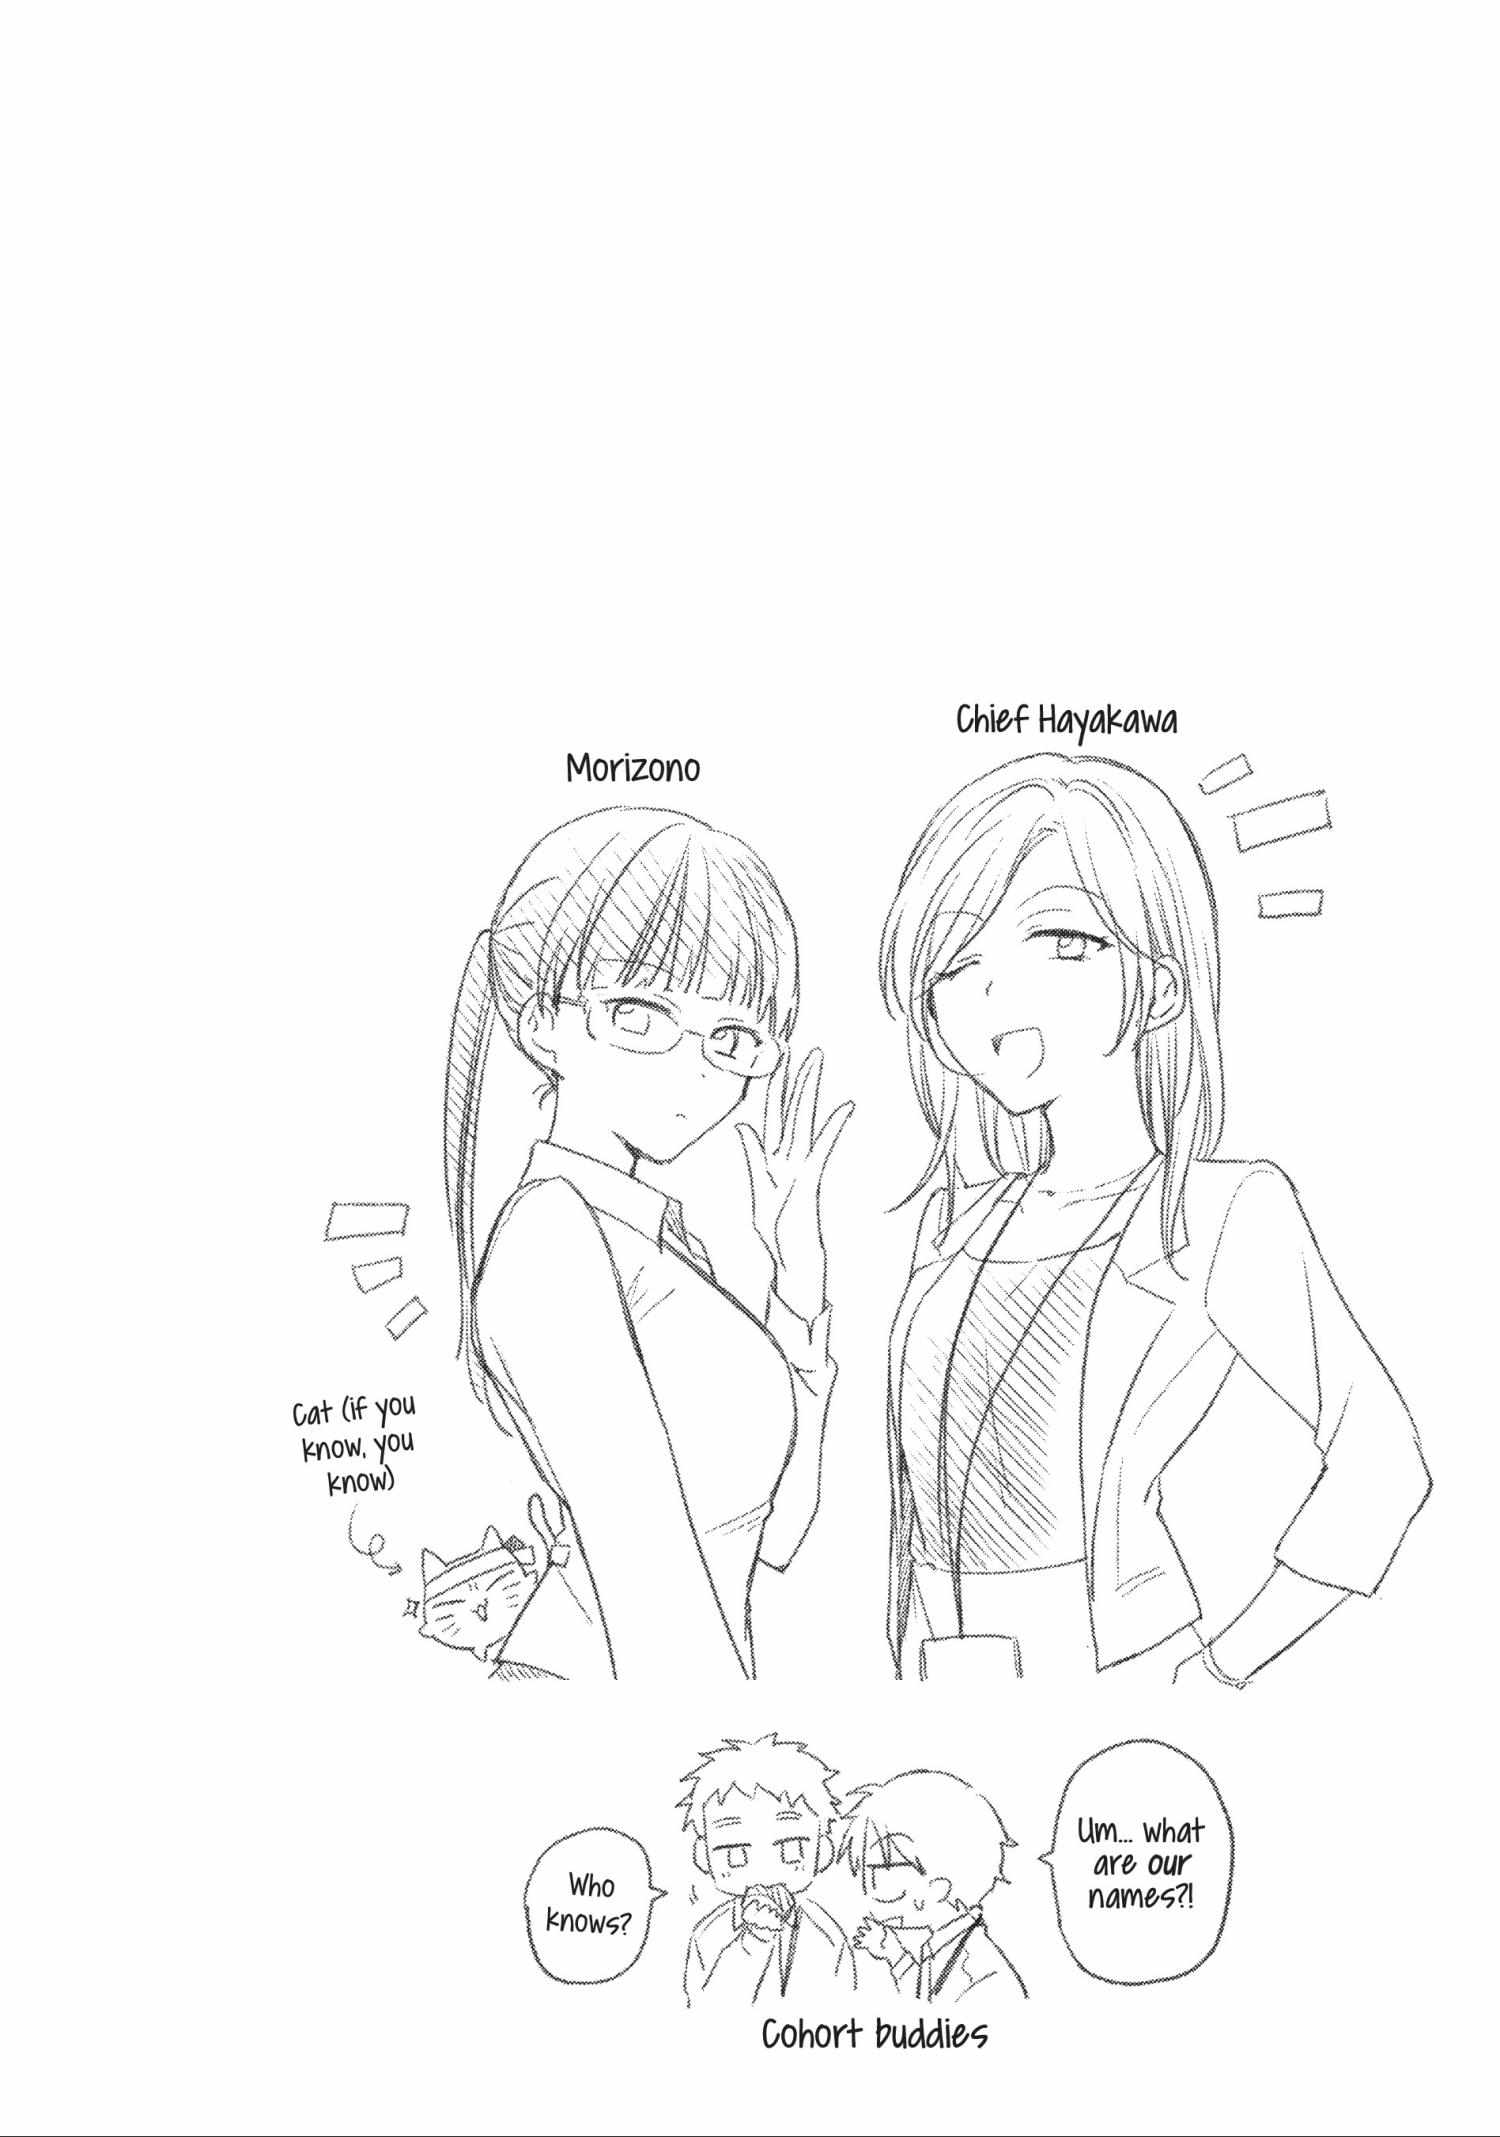 Chief Hayakawa
Morizono
Cat (if you
know, you
know)
Um... what
are our
names?!
Who
knows?
Cohort buddies